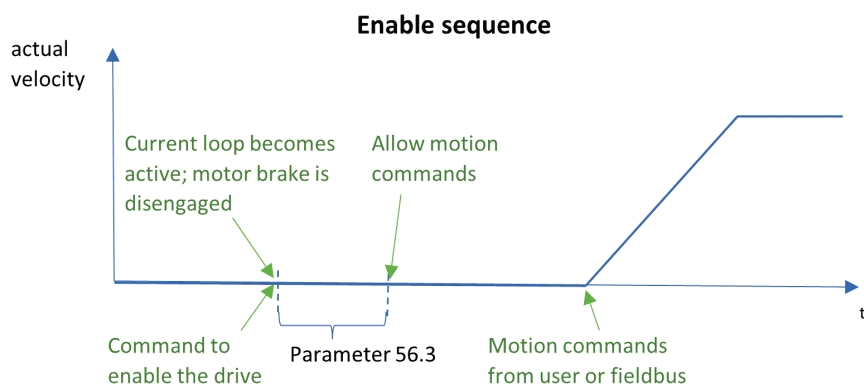 Enable sequence
actual
velocity
Current loop becomes
active; motor brake is
disengaged
Allow motion
commands
t
Command to
enable the drive
Parameter 56.3
Motion commands
from user or fieldbus